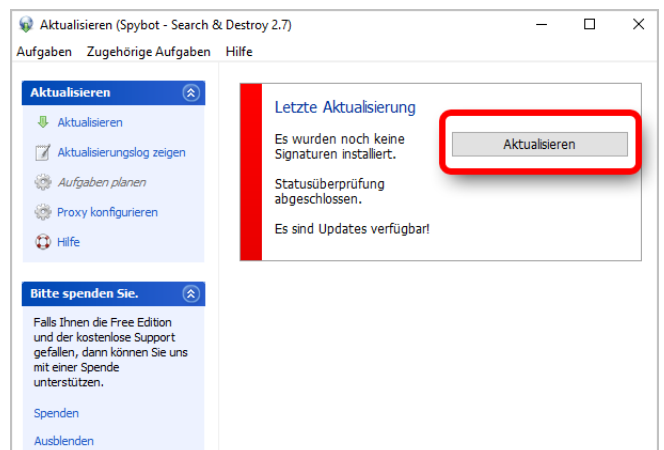 Aktualisieren (Spybot - Search & Destroy 2.7)
Aufgaben Zugehörige Aufgaben Hilfe
Aktualisieren
Aktualisieren
Aktualisierungslog zeigen
Aufgaben planen
Proxy konfigurieren
Hilfe
Bitte spenden Sie.
Falls Ihnen die Free Edition
und der kostenlose Support
gefallen, dann können Sie uns
mit einer Spende
unterstützen.
Spenden
Ausblenden
Letzte Aktualisierung
Es wurden noch keine
Signaturen installiert.
Statusüberprüfung
abgeschlossen.
Es sind Updates verfügbar!
Aktualisieren